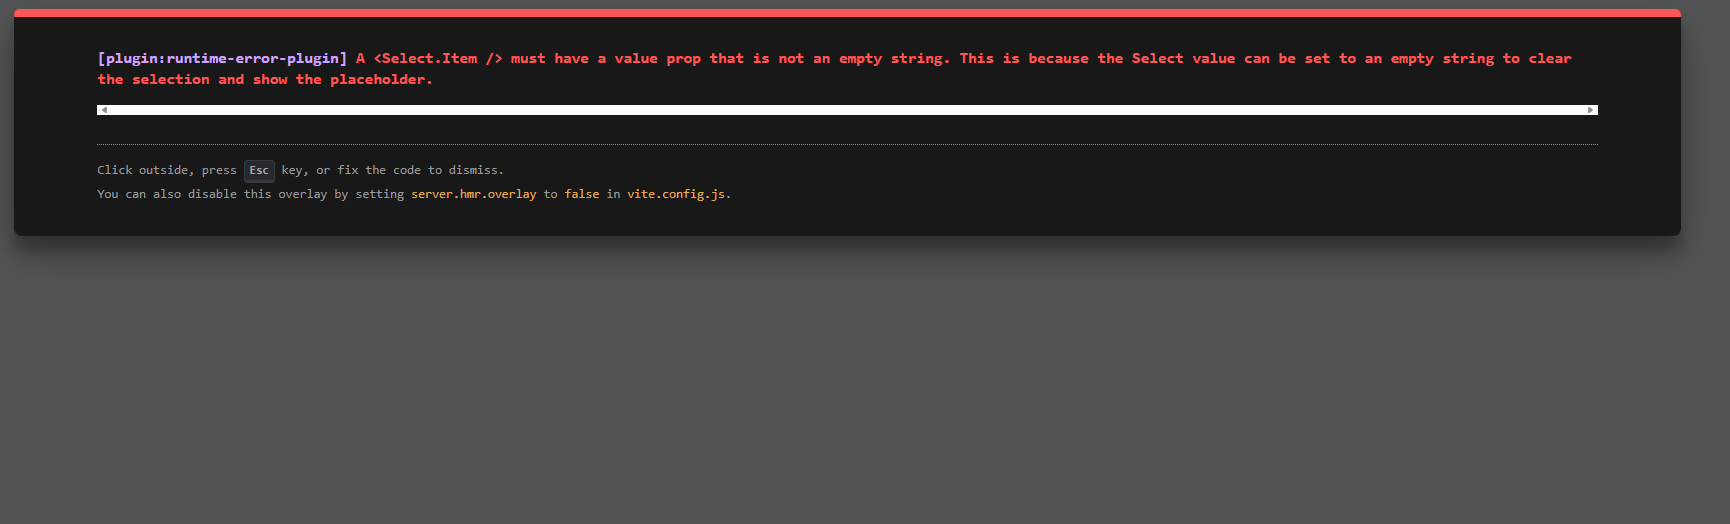 [plugin:runtime-error-plugin] A <Select.Item /> must have a value prop that is not an empty string. This is because the Select value can be set to an empty string to clear
the selection and show the placeholder.
Click outside, press Esc key, or fix the code to dismiss.
You can also disable this overlay by setting server.hmr.overlay to false in vite.config.js.